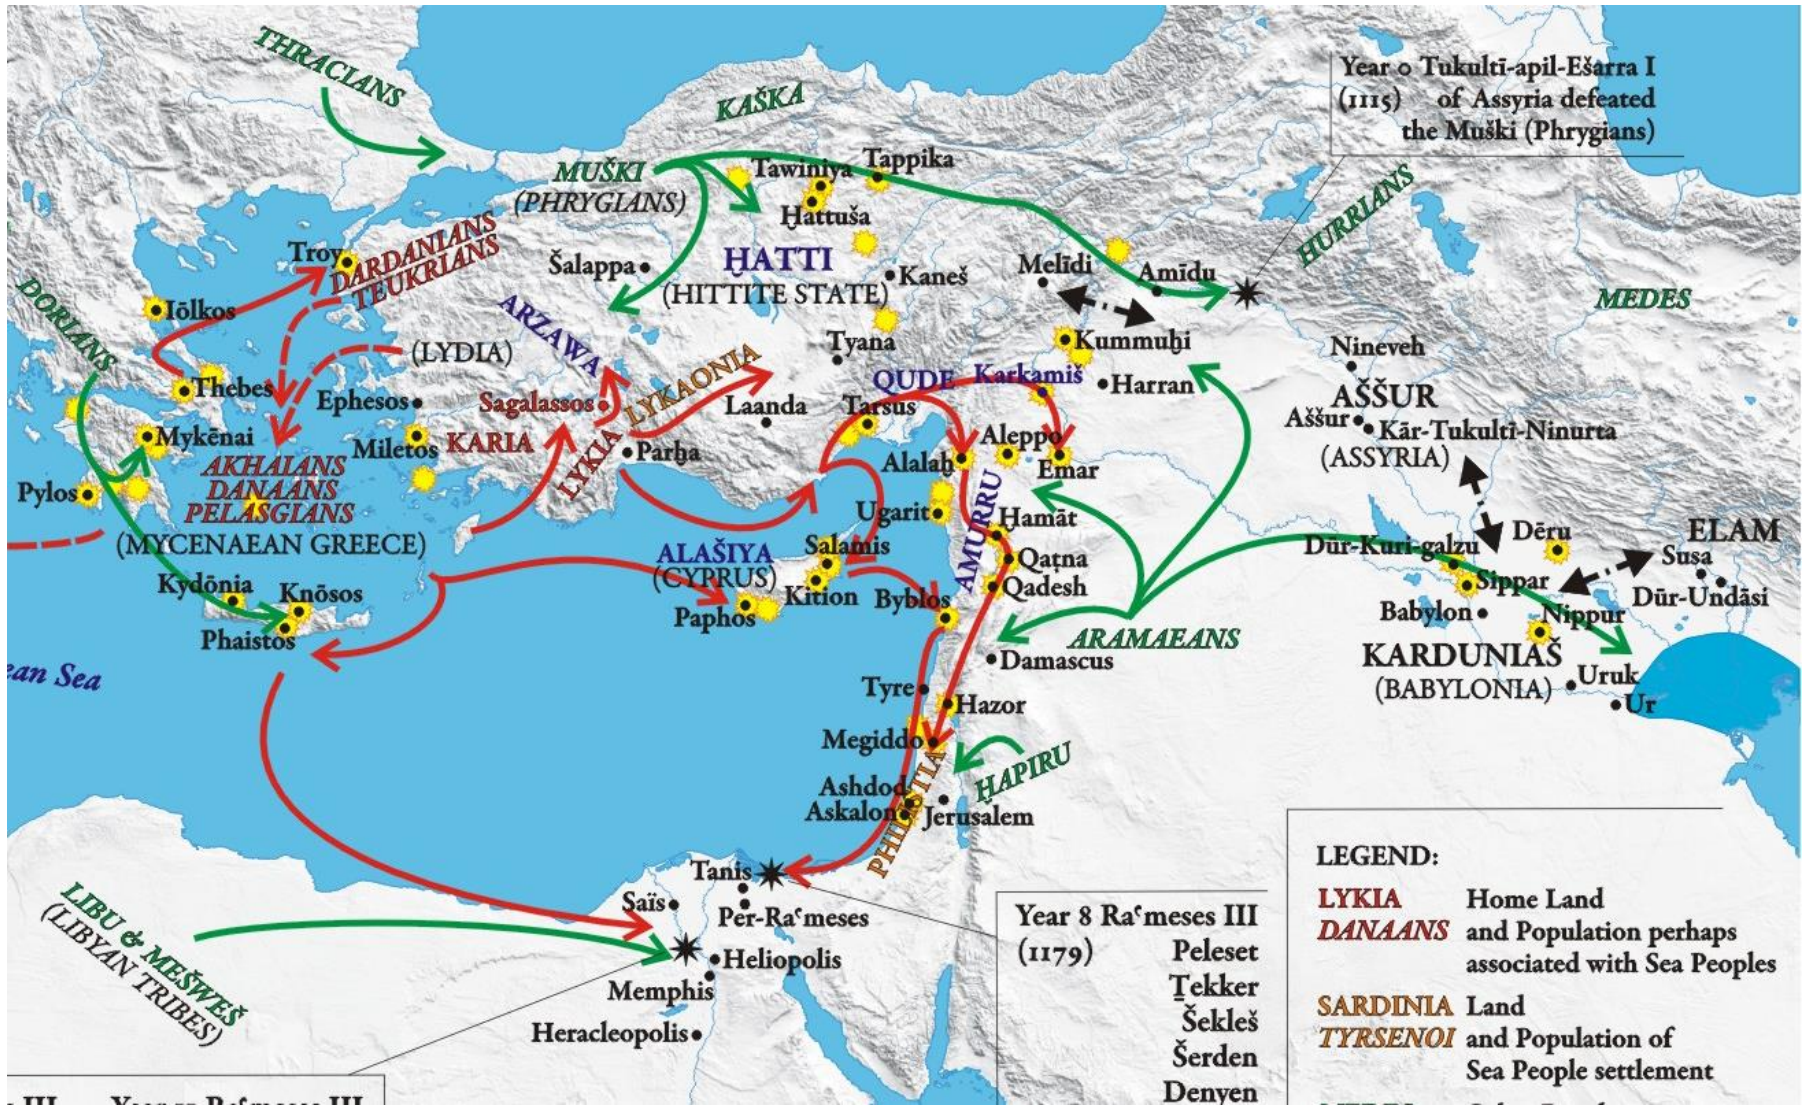 THRACIANS
KAŠKA
Year 0 Tukultī-apil-Ešarra I
(1115) of Assyria defeated
the Muški (Phrygians)
MUŠKI
(PHRYGIANS)
Tawiniya
Tappika
Ḫattuša
HURRIANS
DARDANIANS
TEUKRIANS
Troy
Šalappa
ḪATTI
(HITTITE STATE)
Kaneš
Melīdi
Amīdu
MEDES
DORIANS
Iōlkos
ARZAWA
(LYDIA)
Tyana
Kummuḫi
Nineveh
Thebes
Ephesos
Sagalassos
LYKAONIA
Laanda
QUDE
Karkamiš
Harran
AŠŠUR
Aššur
Kār-Tukultī-Ninurta
(ASSYRIA)
Mykēnai
Miletos
KARIA
LYKIA
Parḫa
Tarsus
Alalaḫ
Aleppo
Emar
AKHAIANS
DANAANS
PELASGIANS
(MYCENAEAN GREECE)
Pylos
Ugarit
AMURRU
Ḫamāt
Qaṭna
Qadesh
ALAŠIYA
(CYPRUS)
Salamis
Kition
Paphos
Byblos
Dūr-Kuri-galzu
Dēru
ELAM
Susa
Dūr-Undāsi
Sippar
Babylon
Nippur
KARDUNIAŠ
(BABYLONIA)
Uruk
Ur
Kydōnia
Knōsos
Phaistos
ean Sea
ARAMAEANS
Damascus
Tyre
Hazor
Megiddo
ḪAPIRU
PHILISTIA
Ashdod
Askalon
Jerusalem
Tanis
Saïs
Per-Raʿmeses
Heliopolis
Memphis
Heracleopolis
LIBU & MEŠWEŠ
(LIBYAN TRIBES)
Year 8 Raʿmeses III
(1179) Peleset
Ṯekker
Šekleš
Šerden
Denyen
LEGEND:
LYKIA Home Land
DANAANS and Population perhaps
associated with Sea Peoples
SARDINIA Land
TYRSENOI and Population of
Sea People settlement